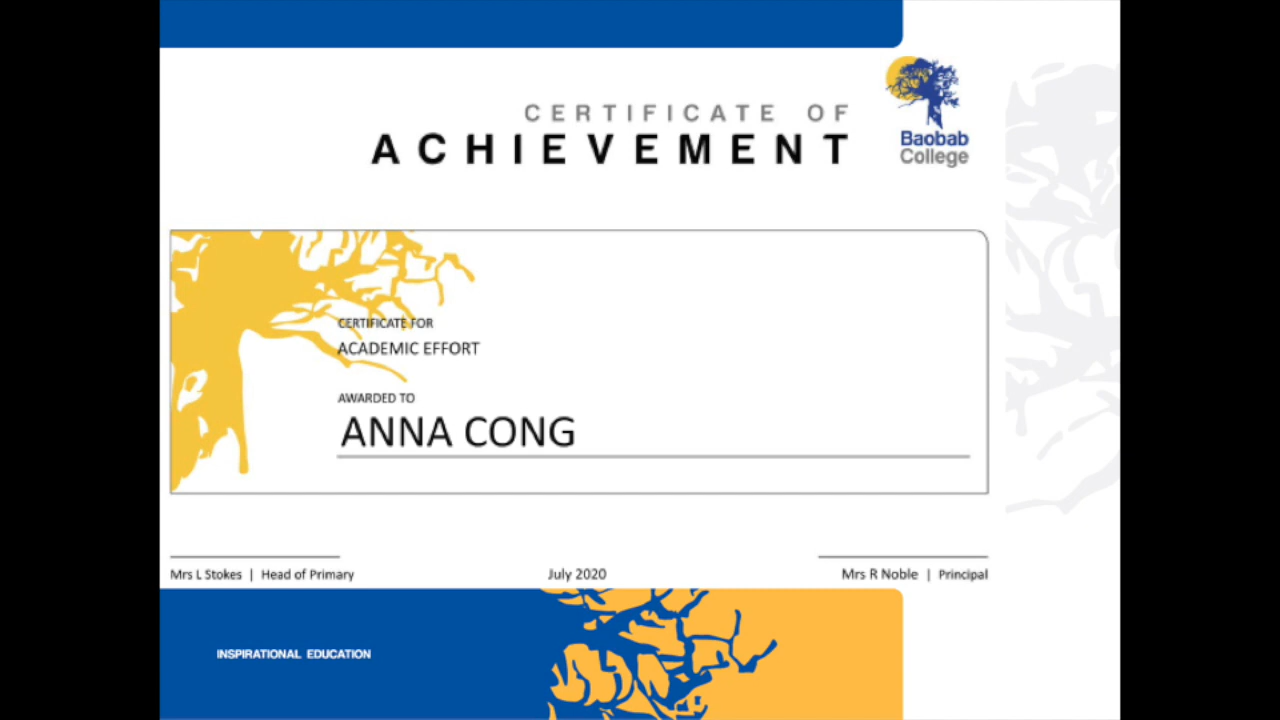 CERTIFICATE OF
ACHIEVEMENT
Baobab
College
CERTIFICATE FOR
ACADEMIC EFFORT
AWARDED TO
ANNA CONG
Mrs L Stokes | Head of Primary
July 2020
Mrs R Noble | Principal
INSPIRATIONAL EDUCATION